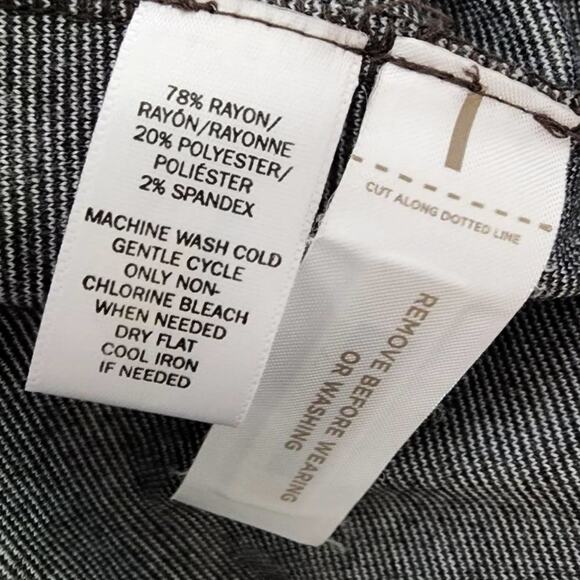 78% RAYON/
RAYÓN/RAYONNE
20% POLYESTER/
POLIÉSTER
2% SPANDEX
MACHINE WASH COLD
GENTLE CYCLE
ONLY NON-
CHLORINE BLEACH
WHEN NEEDED
DRY FLAT
COOL IRON
IF NEEDED
CUT ALONG DOTTED LINE
REMOVE BEFORE WEARING
OR WASHING